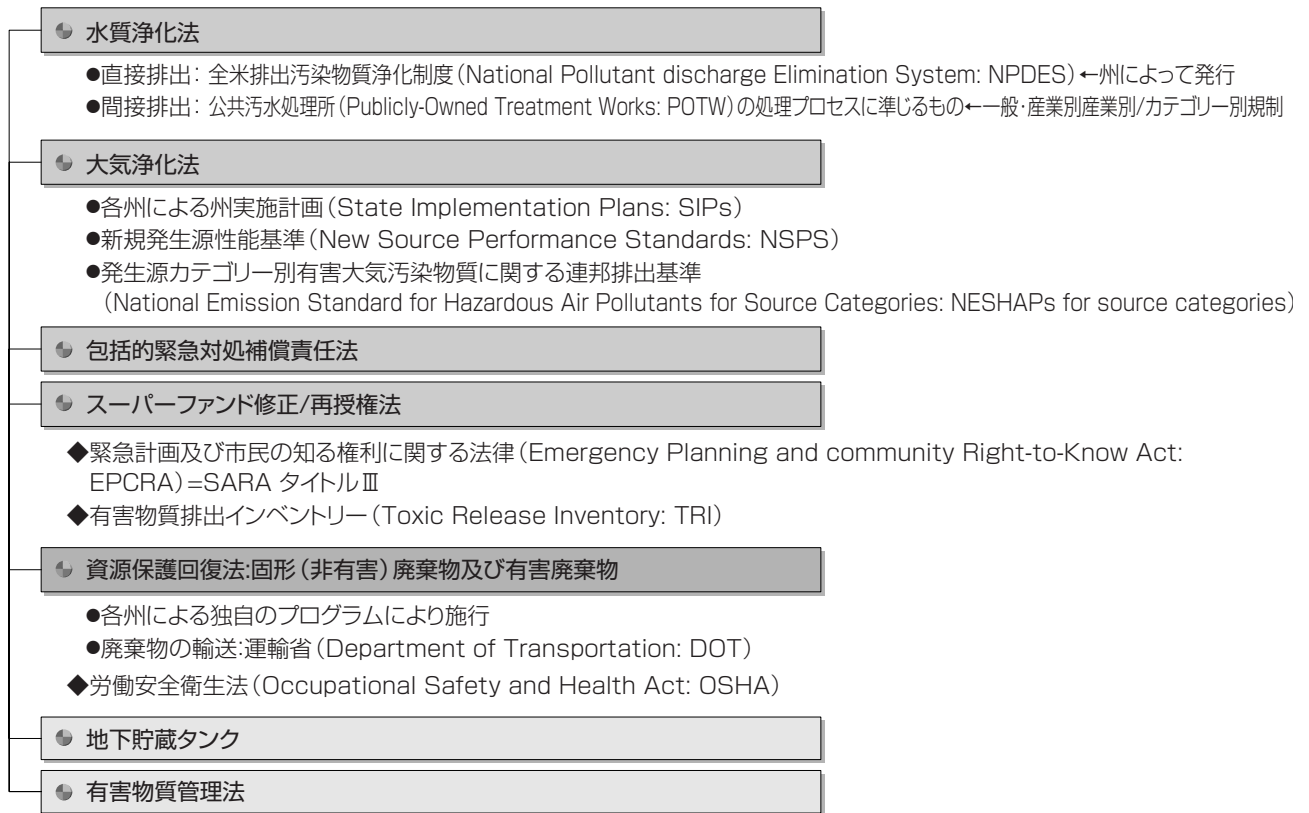 水質浄化法
●直接排出：全米排出汚染物質浄化制度（National Pollutant discharge Elimination System: NPDES）←州によって発行
●間接排出：公共汚水処理所（Publicly-Owned Treatment Works: POTW）の処理プロセスに準じるもの←一般・産業別産業別/カテゴリー別規制
大気浄化法
●各州による州実施計画（State Implementation Plans: SIPs）
●新規発生源性能基準（New Source Performance Standards: NSPS）
●発生源カテゴリー別有害大気汚染物質に関する連邦排出基準
（National Emission Standard for Hazardous Air Pollutants for Source Categories: NESHAPs for source categories）
包括的緊急対処補償責任法
スーパーファンド修正/再授権法
◆緊急計画及び市民の知る権利に関する法律（Emergency Planning and community Right-to-Know Act:
EPCRA）=SARA タイトルⅢ
◆有害物質排出インベントリー（Toxic Release Inventory: TRI）
資源保護回復法:固形（非有害）廃棄物及び有害廃棄物
●各州による独自のプログラムにより施行
●廃棄物の輸送:運輸省（Department of Transportation: DOT）
◆労働安全衛生法（Occupational Safety and Health Act: OSHA）
地下貯蔵タンク
有害物質管理法